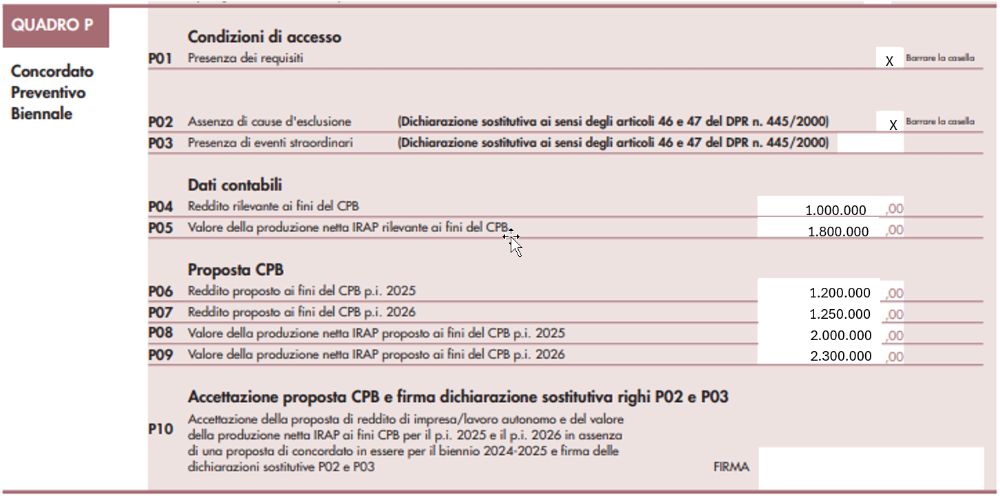 QUADRO P
Concordato
Preventivo
Biennale
Condizioni di accesso
P01 Presenza dei requisiti X Barrare la casella
P02 Assenza di cause d'esclusione (Dichiarazione sostitutiva ai sensi degli articoli 46 e 47 del DPR n. 445/2000) X Barrare la casella
P03 Presenza di eventi straordinari (Dichiarazione sostitutiva ai sensi degli articoli 46 e 47 del DPR n. 445/2000)
Dati contabili
P04 Reddito rilevante ai fini del CPB 1.000.000 ,00
P05 Valore della produzione netta IRAP rilevante ai fini del CPB 1.800.000 ,00
Proposta CPB
P06 Reddito proposto ai fini del CPB p.i. 2025 1.200.000 ,00
P07 Reddito proposto ai fini del CPB p.i. 2026 1.250.000 ,00
P08 Valore della produzione netta IRAP proposto ai fini del CPB p.i. 2025 2.000.000 ,00
P09 Valore della produzione netta IRAP proposto ai fini del CPB p.i. 2026 2.300.000 ,00
Accettazione proposta CPB e firma dichiarazione sostitutiva righi P02 e P03
P10 Accettazione della proposta di reddito di impresa/lavoro autonomo e del valore
della produzione netta IRAP ai fini CPB per il p.i. 2025 e il p.i. 2026 in assenza
di una proposta di concordato in essere per il biennio 2024-2025 e firma delle
dichiarazioni sostitutive P02 e P03 FIRMA